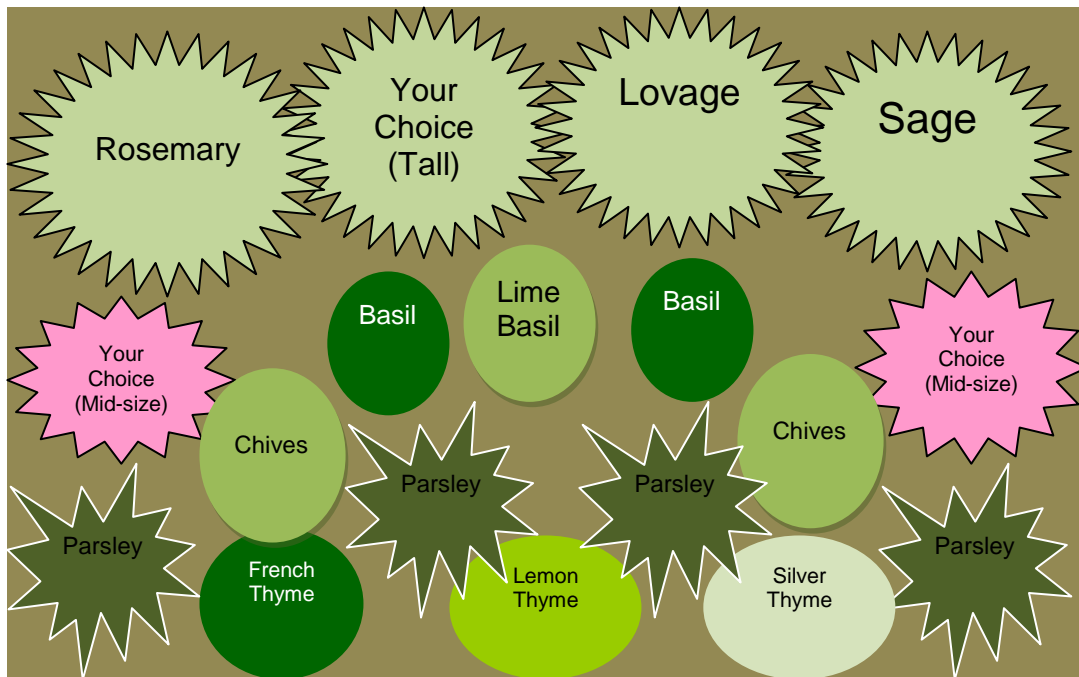 Rosemary
Your
Choice
(Tall)
Lovage
Sage
Basil
Lime
Basil
Basil
Your
Choice
(Mid-size)
Your
Choice
(Mid-size)
Chives
Chives
Parsley
Parsley
Parsley
Parsley
French
Thyme
Lemon
Thyme
Silver
Thyme